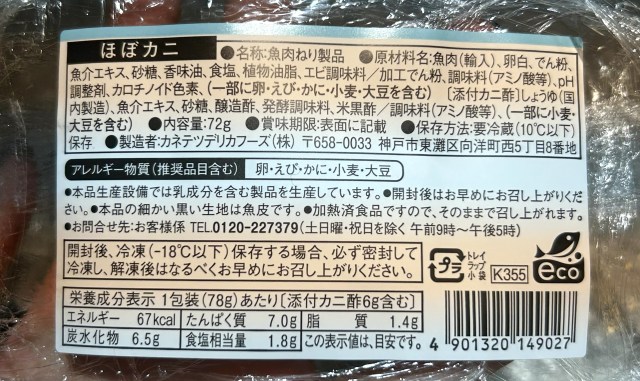 ほぼカニ ●名称:魚肉ねり製品 ●原材料名:魚肉(輸入)、卵白、でん粉、
魚介エキス、砂糖、香味油、食塩、植物油脂、エビ調味料/加工でん粉、調味料(アミノ酸等)、pH
調整剤、カロチノイド色素、(一部に卵・えび・かに・小麦・大豆を含む) [添付カニ酢]しょうゆ(国
内製造)、魚介エキス、砂糖、醸造酢、発酵調味料、米黒酢/調味料(アミノ酸等)、(一部に小麦・
大豆を含む) ●内容量:72g ●賞味期限:表面に記載 ●保存方法:要冷蔵(10℃以下)
保存 ●製造者:カネテツデリカフーズ(株) 〒658-0033 神戸市東灘区向洋町西5丁目8番地
アレルギー物質(推奨品目含む) 卵・えび・かに・小麦・大豆
●本品生産設備では乳成分を含む製品を生産しています。●開封後はお早めにお召し上がりくださ
い。●本品の細かい黒い生地は魚皮です。●加熱済食品ですので、そのままで召し上がれます。
●お問合せ先:お客様係 TEL0120-227379(土日曜・祝日を除く 午前9時〜午後5時)
開封後、冷凍(-18℃以下)保存する場合、必ず密封して
冷凍し、解凍後はなるべくお早めにお召し上がりください。
プラ
トレイ
ラップ
小袋
K355
eco
栄養成分表示 1包装(78g)あたり[添付カニ酢6g含む]
エネルギー 67kcal たんぱく質 7.0g 脂質 1.4g
炭水化物 6.5g 食塩相当量 1.8g この表示値は、目安です。
4 901320 149027